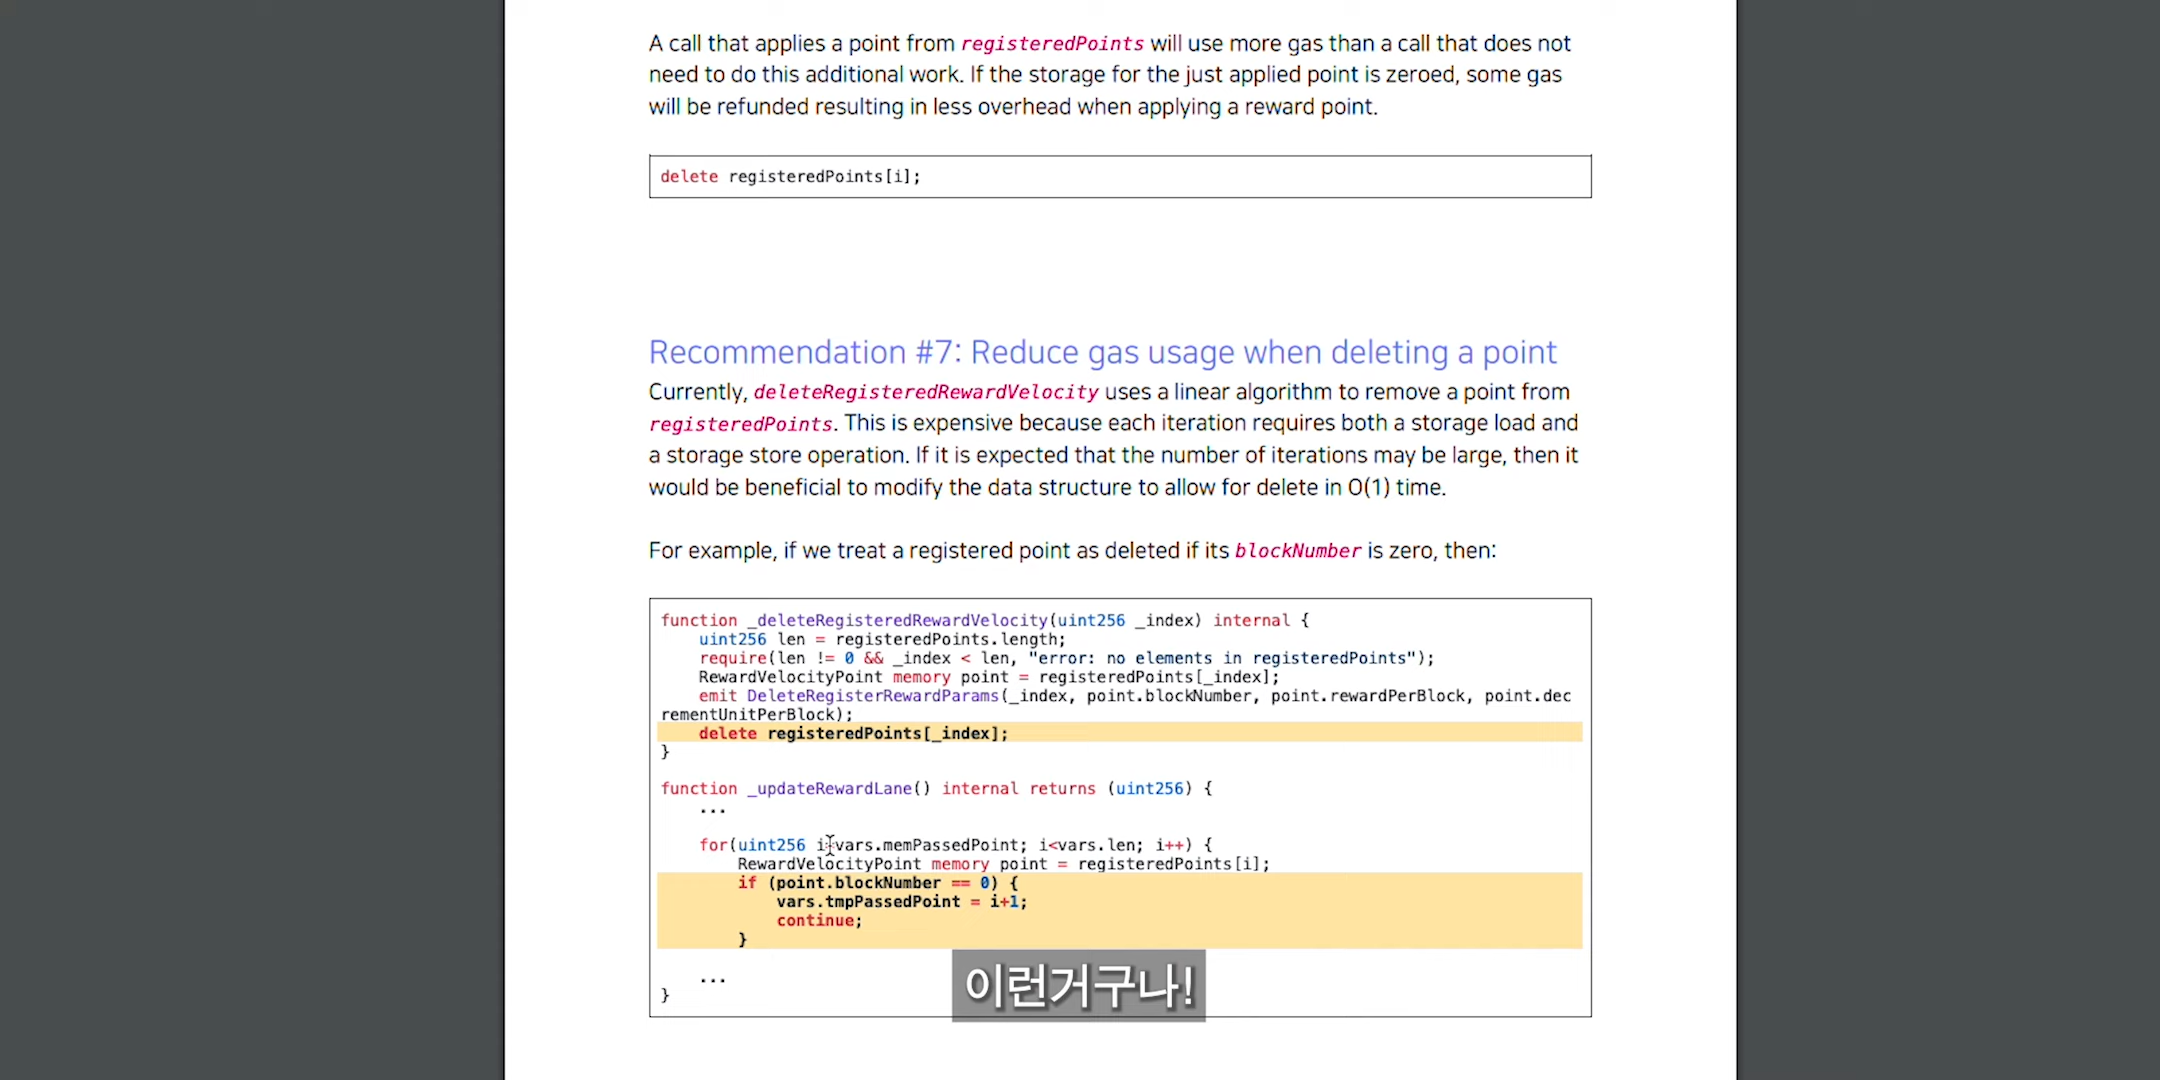 A call that applies a point from registeredPoints will use more gas than a call that does not
need to do this additional work. If the storage for the just applied point is zeroed, some gas
will be refunded resulting in less overhead when applying a reward point.
delete registeredPoints[i];
Recommendation #7: Reduce gas usage when deleting a point
Currently, deleteRegisteredRewardVelocity uses a linear algorithm to remove a point from
registeredPoints. This is expensive because each iteration requires both a storage load and
a storage store operation. If it is expected that the number of iterations may be large, then it
would be beneficial to modify the data structure to allow for delete in O(1) time.
For example, if we treat a registered point as deleted if its blockNumber is zero, then:
function _deleteRegisteredRewardVelocity(uint256 _index) internal {
uint256 len = registeredPoints.length;
require(len != 0 && _index < len, "error: no elements in registeredPoints");
RewardVelocityPoint memory point = registeredPoints[_index];
emit DeleteRegisterRewardParams(_index, point.blockNumber, point.rewardPerBlock, point.dec
rementUnitPerBlock);
delete registeredPoints[_index];
}
function _updateRewardLane() internal returns (uint256) {
...
for(uint256 i=vars.memPassedPoint; i<vars.len; i++) {
RewardVelocityPoint memory point = registeredPoints[i];
if (point.blockNumber == 0) {
vars.tmpPassedPoint = i+1;
continue;
}
...
}
이런거구나!